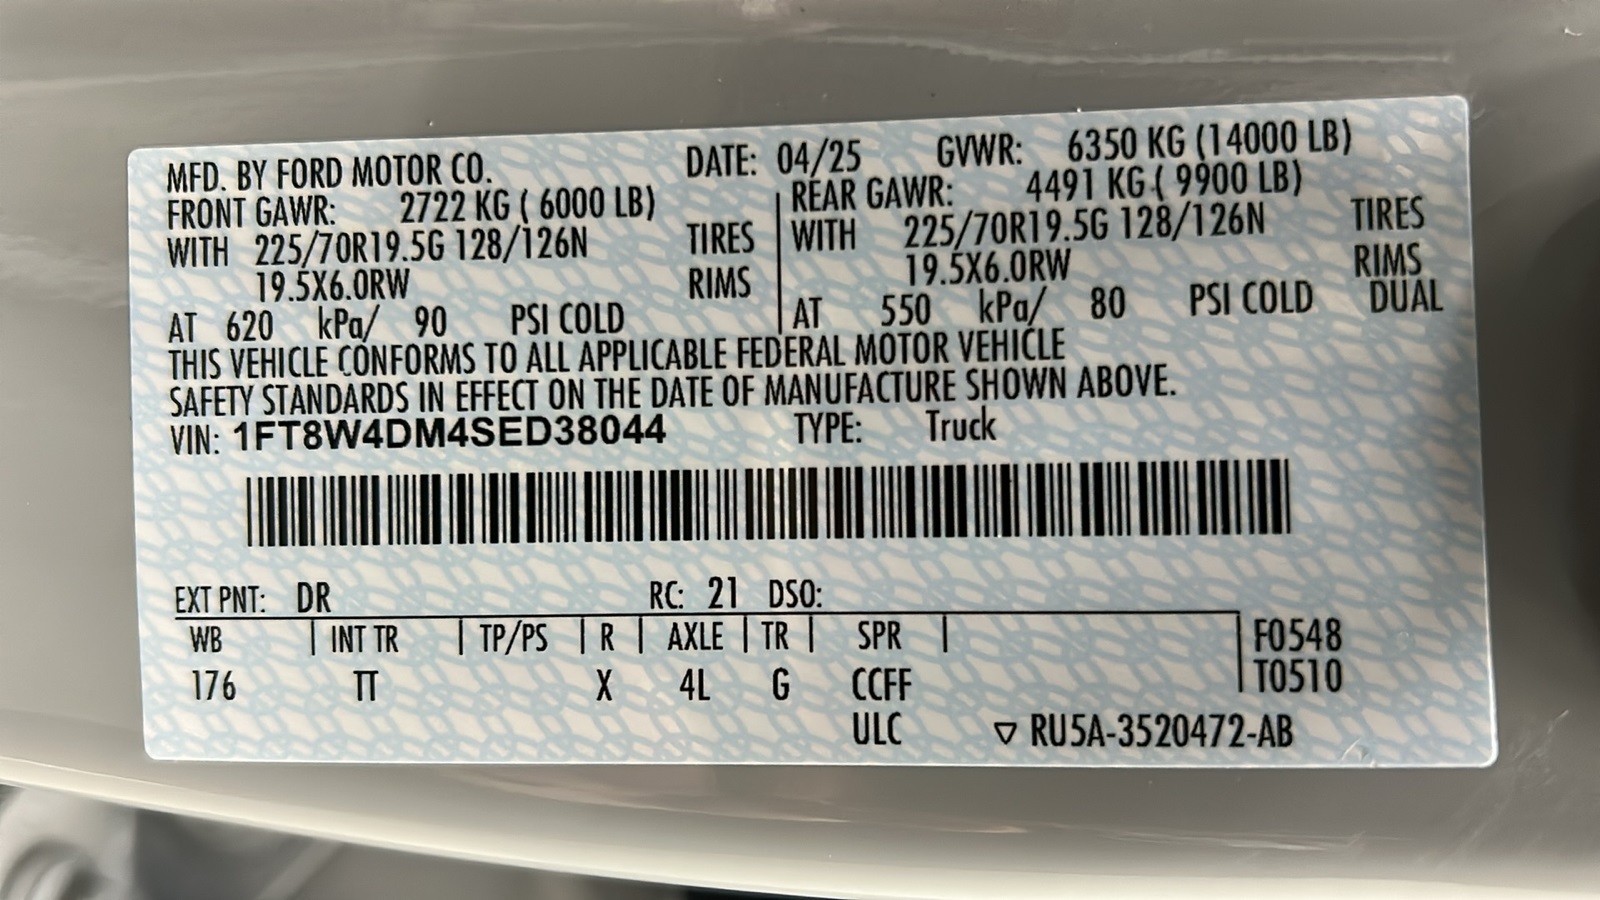 MFD. BY FORD MOTOR CO. DATE: 04/25 GVWR: 6350 KG (14000 LB)
FRONT GAWR: 2722 KG ( 6000 LB) REAR GAWR: 4491 KG ( 9900 LB)
WITH 225/70R19.5G 128/126N TIRES WITH 225/70R19.5G 128/126N TIRES
19.5X6.0RW RIMS 19.5X6.0RW RIMS
AT 620 kPa/ 90 PSI COLD AT 550 kPa/ 80 PSI COLD DUAL
THIS VEHICLE CONFORMS TO ALL APPLICABLE FEDERAL MOTOR VEHICLE
SAFETY STANDARDS IN EFFECT ON THE DATE OF MANUFACTURE SHOWN ABOVE.
VIN: 1FT8W4DM4SED38044 TYPE: Truck
EXT PNT: DR RC: 21 DSO:
WB INT TR TP/PS R AXLE TR SPR F0548
176 TT X 4L G CCFF T0510
ULC ▽ RU5A-3520472-AB